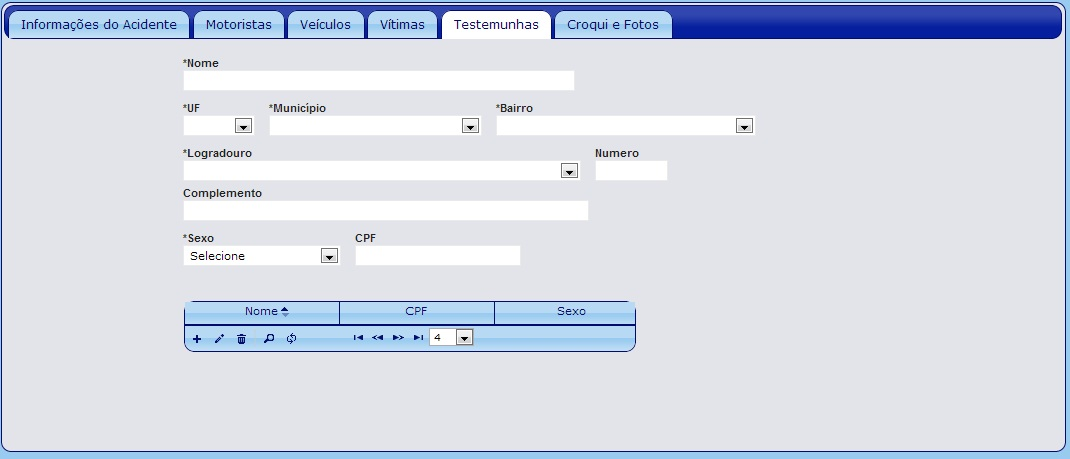 Informações do Acidente Motoristas Veículos Vítimas Testemunhas Croqui e Fotos
*Nome
*UF *Município *Bairro
*Logradouro Numero
Complemento
*Sexo CPF
Selecione
Nome CPF Sexo
4